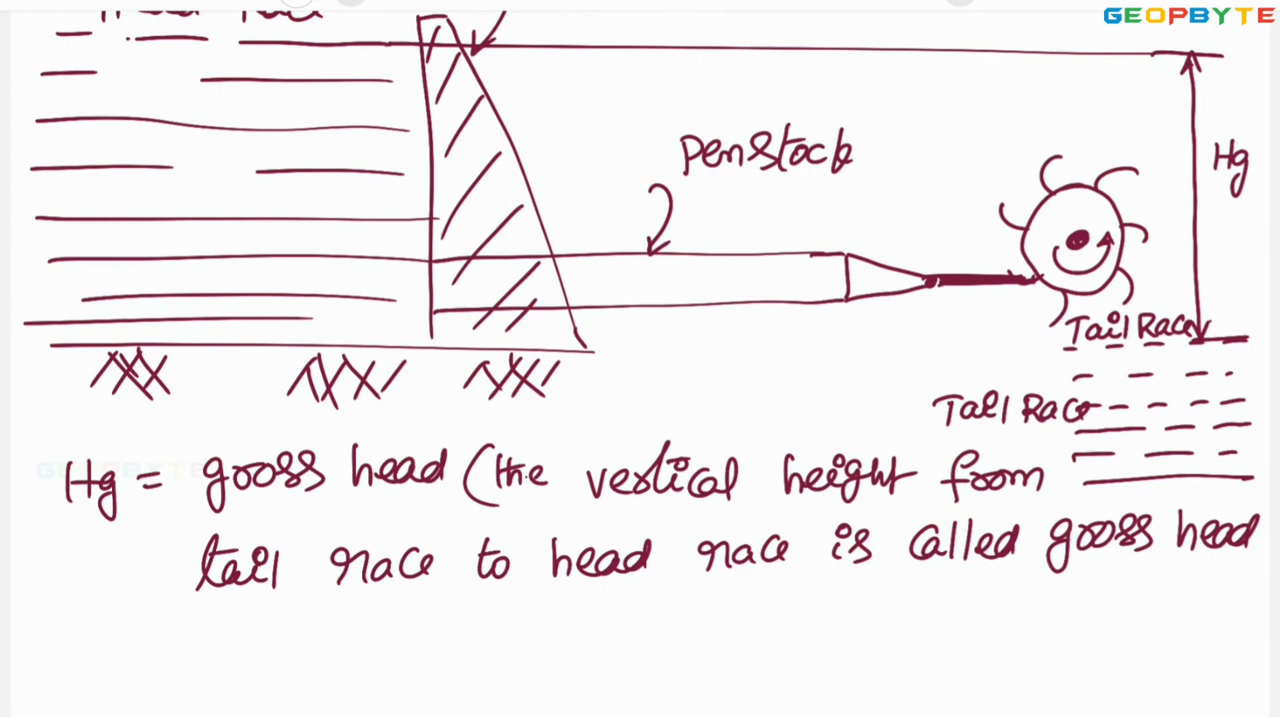 GEOPBYTE
Penstock
Hg
Tail Race
Tail Race
Hg = gross head (the vertical height from
tail race to head race is called gross head